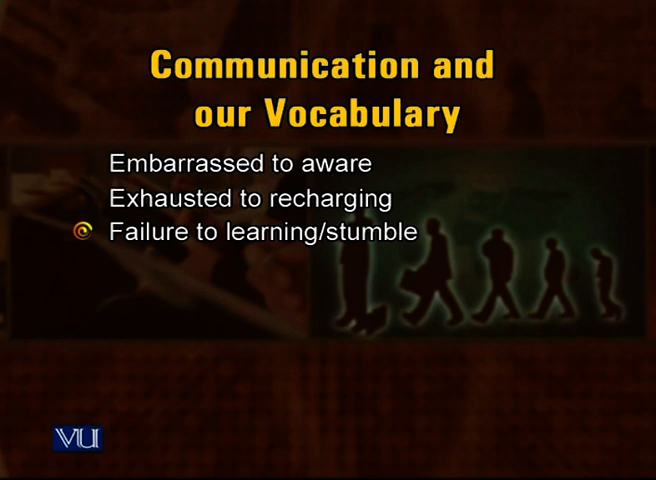 Communication and
our Vocabulary
Embarrassed to aware
Exhausted to recharging
Failure to learning/stumble
VU